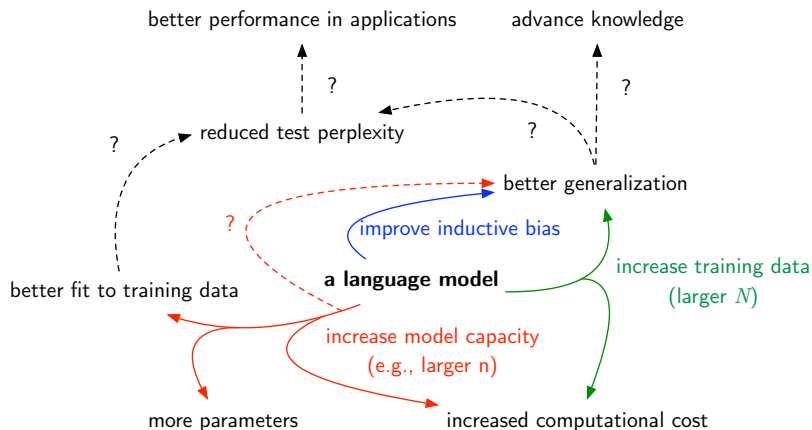 better performance in applications
advance knowledge
?
?
?
?
reduced test perplexity
better generalization
?
improve inductive bias
a language model
increase training data
(larger N)
better fit to training data
increase model capacity
(e.g., larger n)
more parameters
increased computational cost